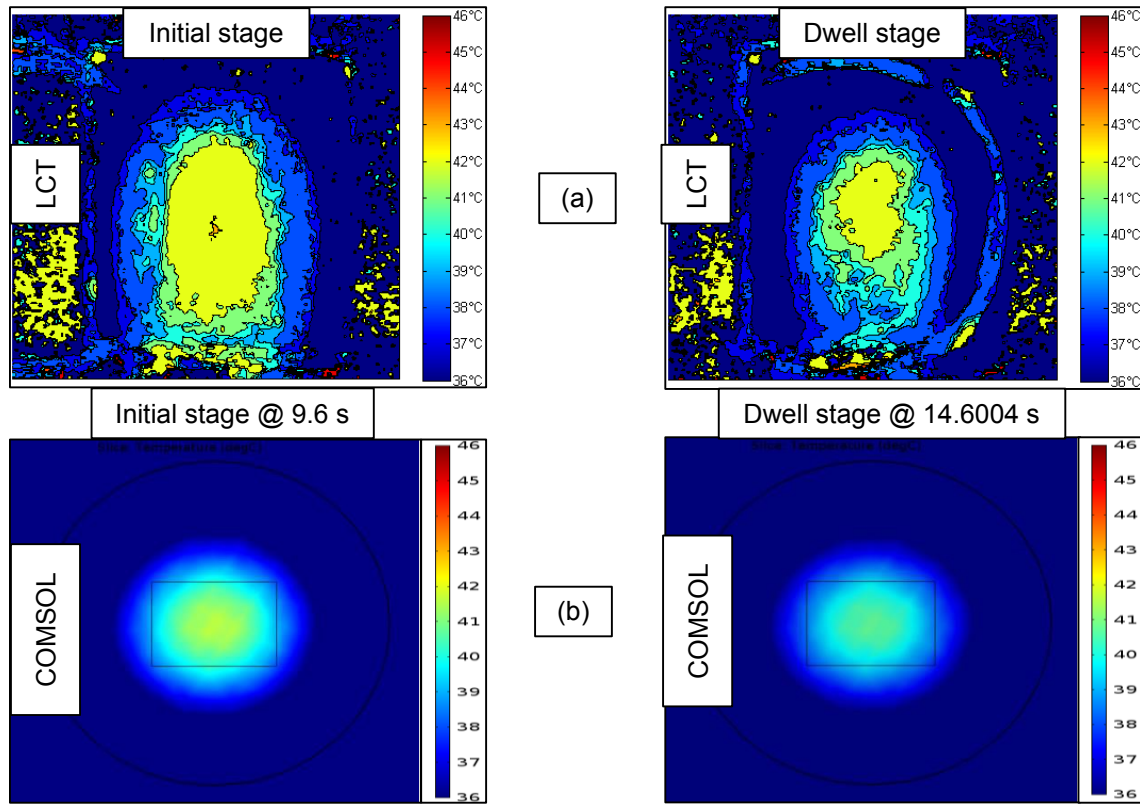 Initial stage
46°C
45°C
44°C
43°C
42°C
41°C
40°C
39°C
38°C
37°C
36°C
LCT
(a)
Dwell stage
46°C
45°C
44°C
43°C
42°C
41°C
40°C
39°C
38°C
37°C
36°C
LCT
Initial stage @ 9.6 s
46
45
44
43
42
41
40
39
38
37
36
COMSOL
(b)
Dwell stage @ 14.6004 s
46
45
44
43
42
41
40
39
38
37
36
COMSOL